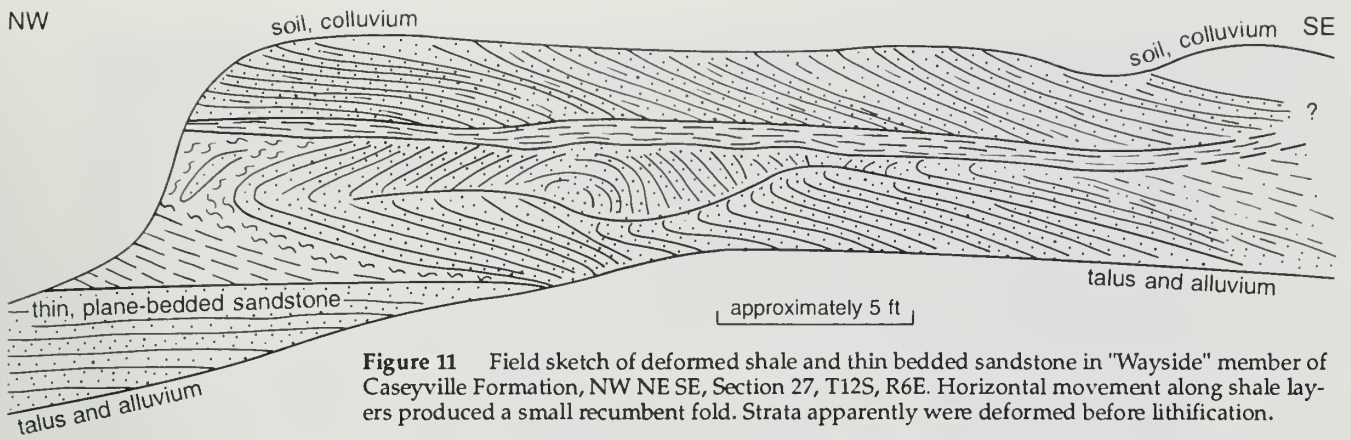 NW
soil, colluvium
soil, colluvium
SE
?
thin, plane-bedded sandstone
talus and alluvium
approximately 5 ft
talus and alluvium
Figure 11 Field sketch of deformed shale and thin bedded sandstone in "Wayside" member of
Caseyville Formation, NW NE SE, Section 27, T12S, R6E. Horizontal movement along shale lay-
ers produced a small recumbent fold. Strata apparently were deformed before lithification.